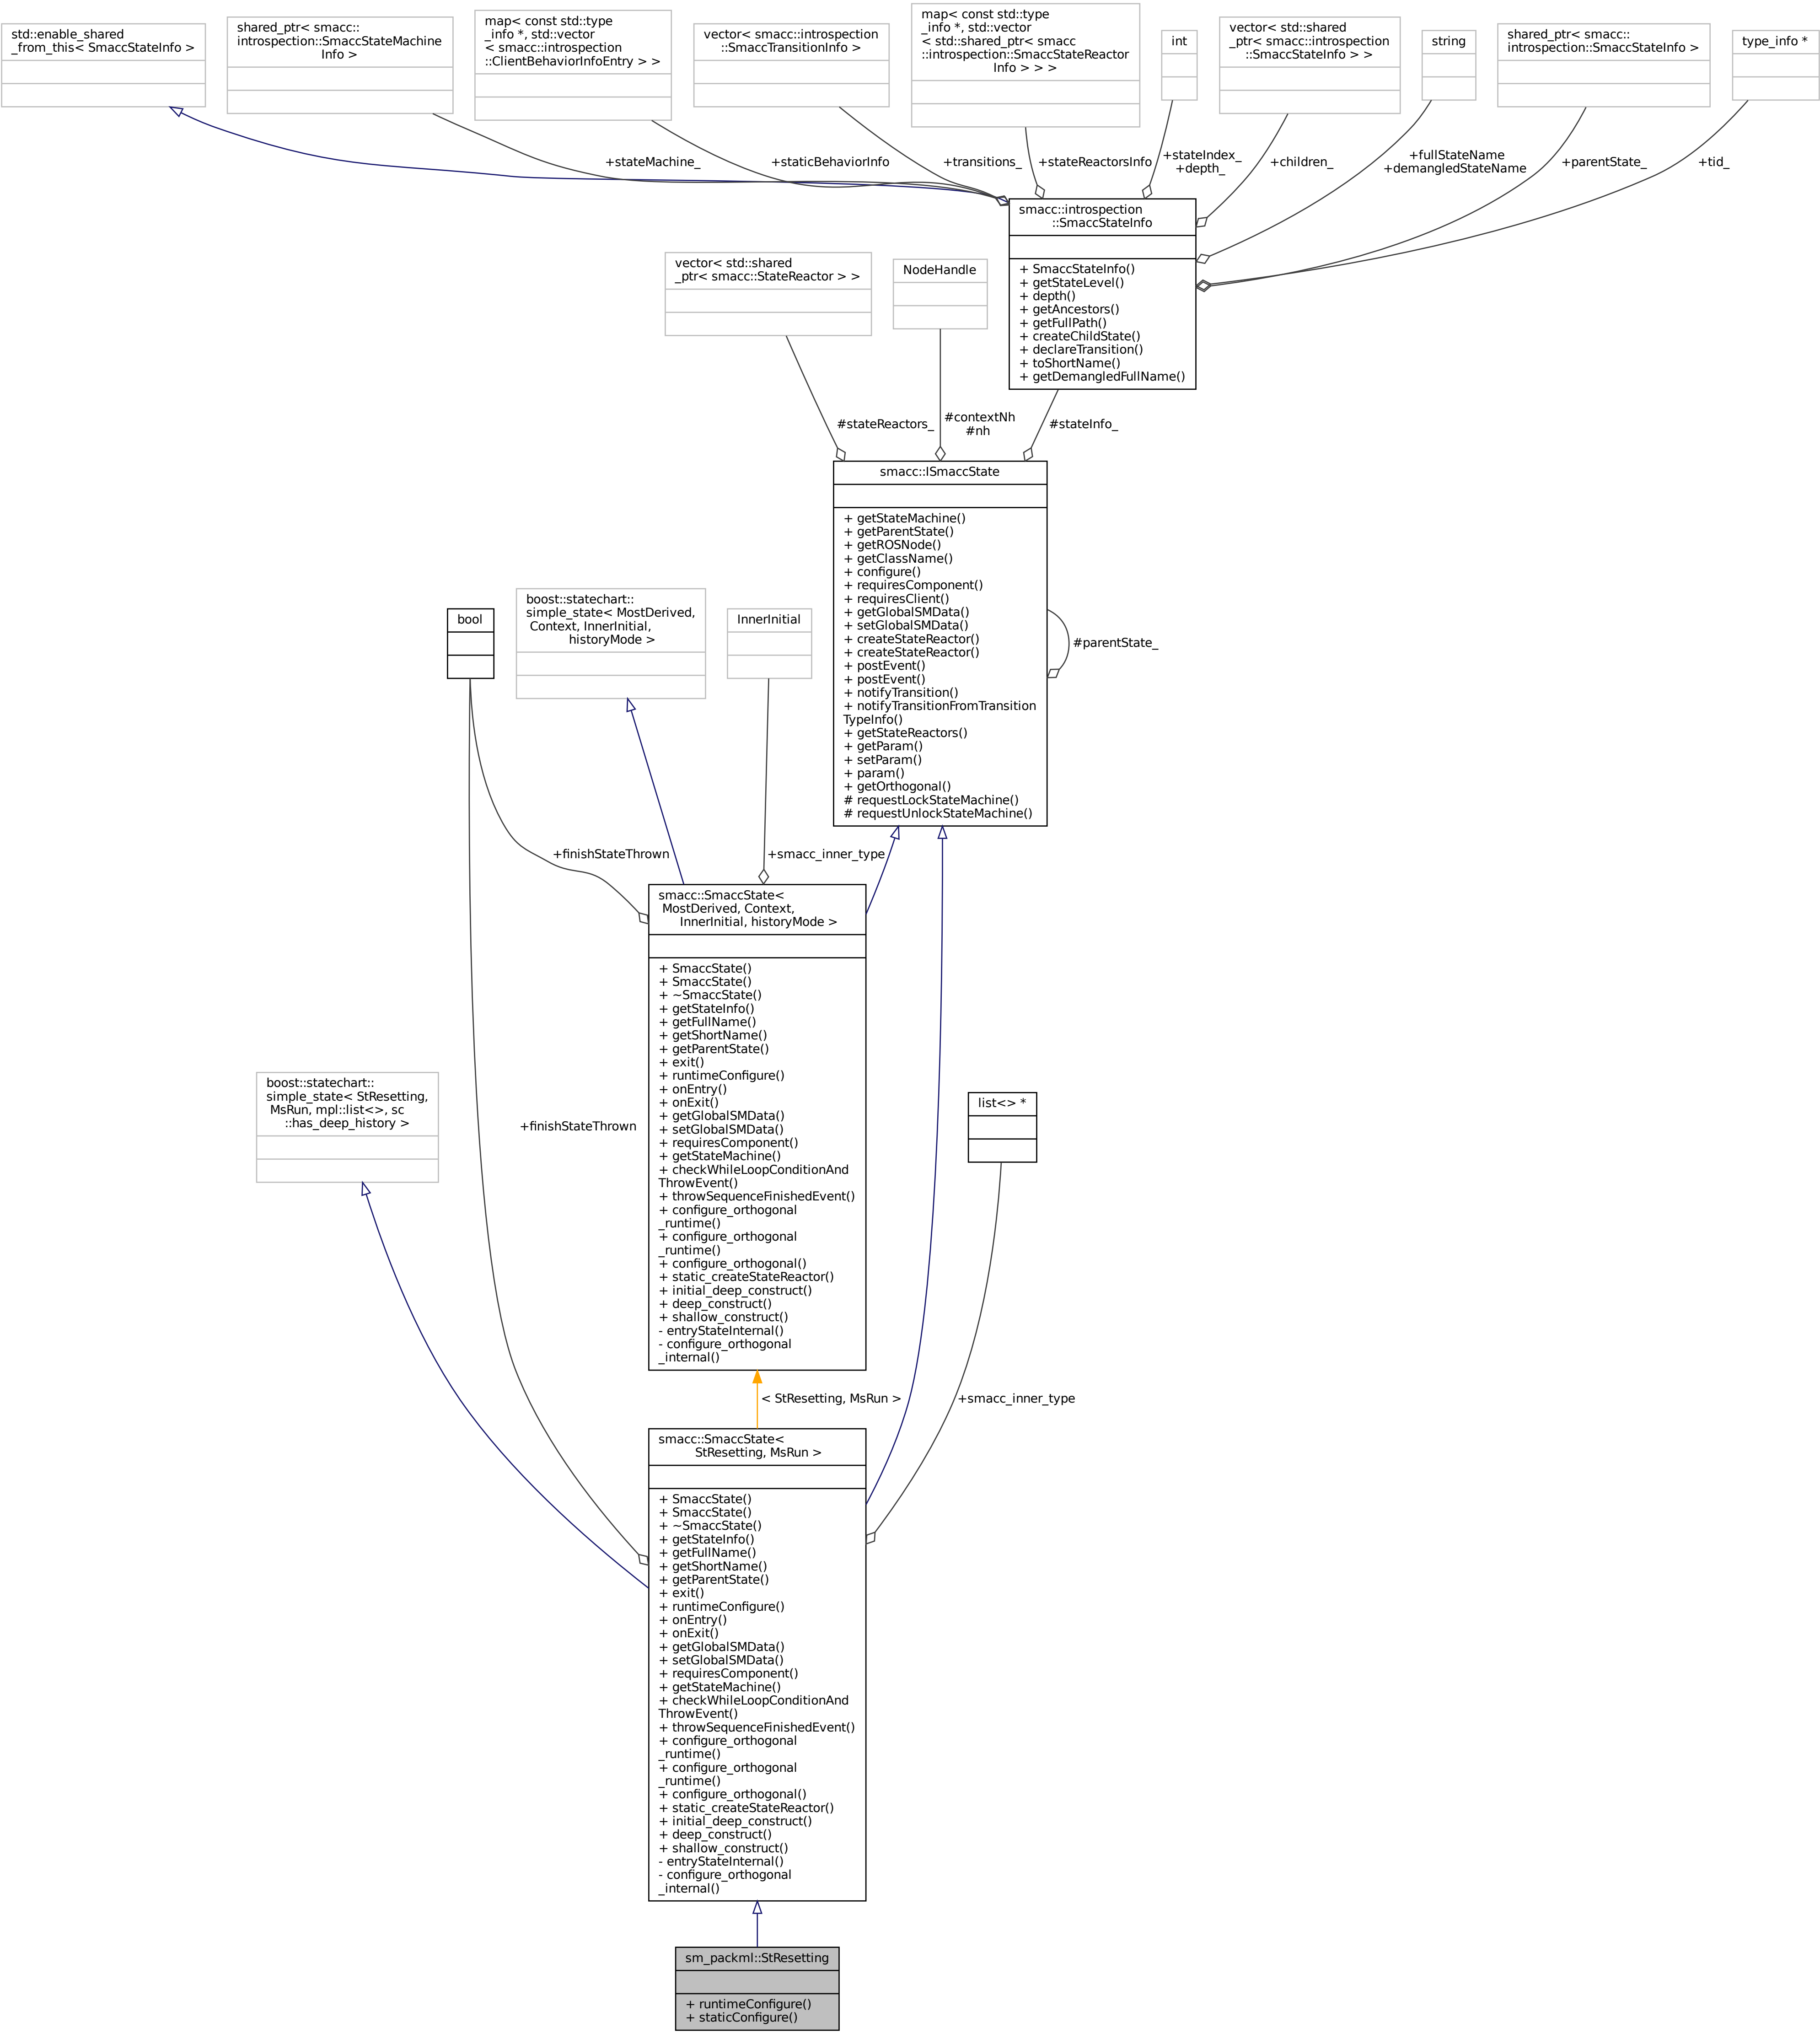 std::enable_shared
_from_this< SmaccStateInfo >
shared_ptr< smacc::
introspection::SmaccStateMachine
Info >
map< const std::type
_info *, std::vector
< smacc::introspection
::ClientBehaviorInfoEntry > >
vector< smacc::introspection
::SmaccTransitionInfo >
map< const std::type
_info *, std::vector
< std::shared_ptr< smacc
::introspection::SmaccStateReactor
Info > > >
int
vector< std::shared
_ptr< smacc::introspection
::SmaccStateInfo > >
string
shared_ptr< smacc::
introspection::SmaccStateInfo >
type_info *
+stateMachine_
+staticBehaviorInfo
+transitions_
+stateReactorsInfo
+stateIndex_
+depth_
+children_
+fullStateName
+demangledStateName
+parentState_
+tid_
smacc::introspection
::SmaccStateInfo
+ SmaccStateInfo()
+ getStateLevel()
+ depth()
+ getAncestors()
+ getFullPath()
+ createChildState()
+ declareTransition()
+ toShortName()
+ getDemangledFullName()
vector< std::shared
_ptr< smacc::StateReactor > >
NodeHandle
#stateReactors_
#contextNh
#nh
#stateInfo_
smacc::ISmaccState
+ getStateMachine()
+ getParentState()
+ getROSNode()
+ getClassName()
+ configure()
+ requiresComponent()
+ requiresClient()
+ getGlobalSMData()
+ setGlobalSMData()
+ createStateReactor()
+ createStateReactor()
+ postEvent()
+ postEvent()
+ notifyTransition()
+ notifyTransitionFromTransition
TypeInfo()
+ getStateReactors()
+ getParam()
+ setParam()
+ param()
+ getOrthogonal()
# requestLockStateMachine()
# requestUnlockStateMachine()
#parentState_
bool
boost::statechart::
simple_state< MostDerived,
Context, InnerInitial,
historyMode >
InnerInitial
+finishStateThrown
+smacc_inner_type
smacc::SmaccState<
MostDerived, Context,
InnerInitial, historyMode >
+ SmaccState()
+ SmaccState()
+ ~SmaccState()
+ getStateInfo()
+ getFullName()
+ getShortName()
+ getParentState()
+ exit()
+ runtimeConfigure()
+ onEntry()
+ onExit()
+ getGlobalSMData()
+ setGlobalSMData()
+ requiresComponent()
+ getStateMachine()
+ checkWhileLoopConditionAnd
ThrowEvent()
+ throwSequenceFinishedEvent()
+ configure_orthogonal
_runtime()
+ configure_orthogonal
_runtime()
+ configure_orthogonal()
+ static_createStateReactor()
+ initial_deep_construct()
+ deep_construct()
+ shallow_construct()
- entryStateInternal()
- configure_orthogonal
_internal()
boost::statechart::
simple_state< StResetting,
MsRun, mpl::list<>, sc
::has_deep_history >
+finishStateThrown
list<> *
< StResetting, MsRun >
+smacc_inner_type
smacc::SmaccState<
StResetting, MsRun >
+ SmaccState()
+ SmaccState()
+ ~SmaccState()
+ getStateInfo()
+ getFullName()
+ getShortName()
+ getParentState()
+ exit()
+ runtimeConfigure()
+ onEntry()
+ onExit()
+ getGlobalSMData()
+ setGlobalSMData()
+ requiresComponent()
+ getStateMachine()
+ checkWhileLoopConditionAnd
ThrowEvent()
+ throwSequenceFinishedEvent()
+ configure_orthogonal
_runtime()
+ configure_orthogonal
_runtime()
+ configure_orthogonal()
+ static_createStateReactor()
+ initial_deep_construct()
+ deep_construct()
+ shallow_construct()
- entryStateInternal()
- configure_orthogonal
_internal()
sm_packml::StResetting
+ runtimeConfigure()
+ staticConfigure()